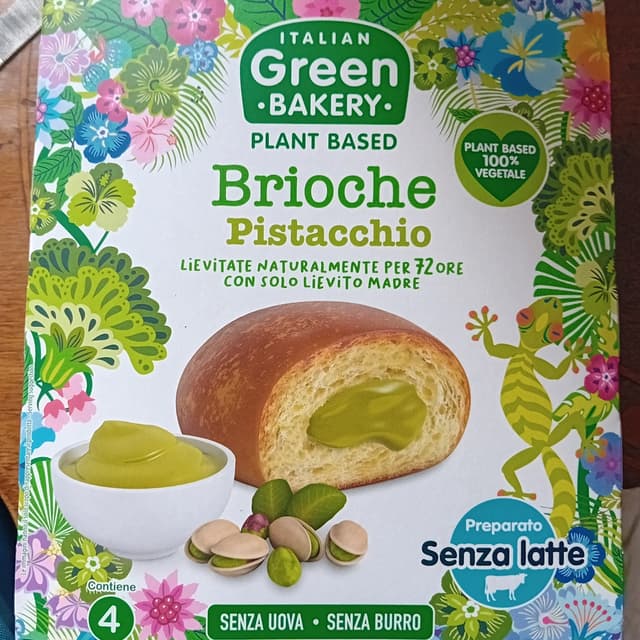 ITALIAN
Green
•BAKERY•
PLANT BASED
PLANT BASED
100%
VEGETALE
Brioche
Pistacchio
LIEVITATE NATURALMENTE PER 72 ORE
CON SOLO LIEVITO MADRE
Preparato
Senza latte
Contiene
4
SENZA UOVA • SENZA BURRO